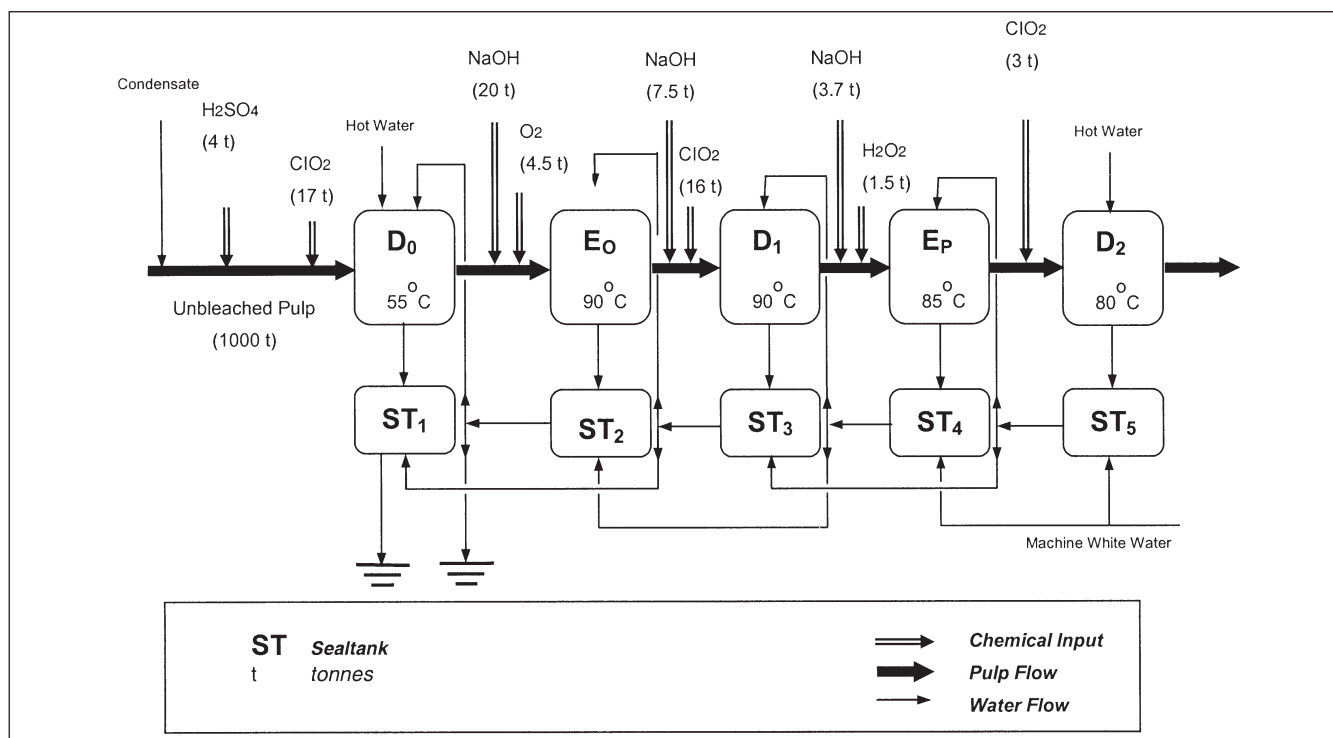 ClO₂
(3 t)
NaOH
(20 t)
NaOH
(7.5 t)
NaOH
(3.7 t)
Condensate
H₂SO₄
(4 t)
Hot Water
O₂
(4.5 t)
ClO₂
(16 t)
H₂O₂
(1.5 t)
Hot Water
ClO₂
(17 t)
D₀
55°C
E₀
90°C
D₁
90°C
Eₚ
85°C
D₂
80°C
Unbleached Pulp
(1000 t)
ST₁
ST₂
ST₃
ST₄
ST₅
Machine White Water
ST Sealtank
t tonnes
Chemical Input
Pulp Flow
Water Flow